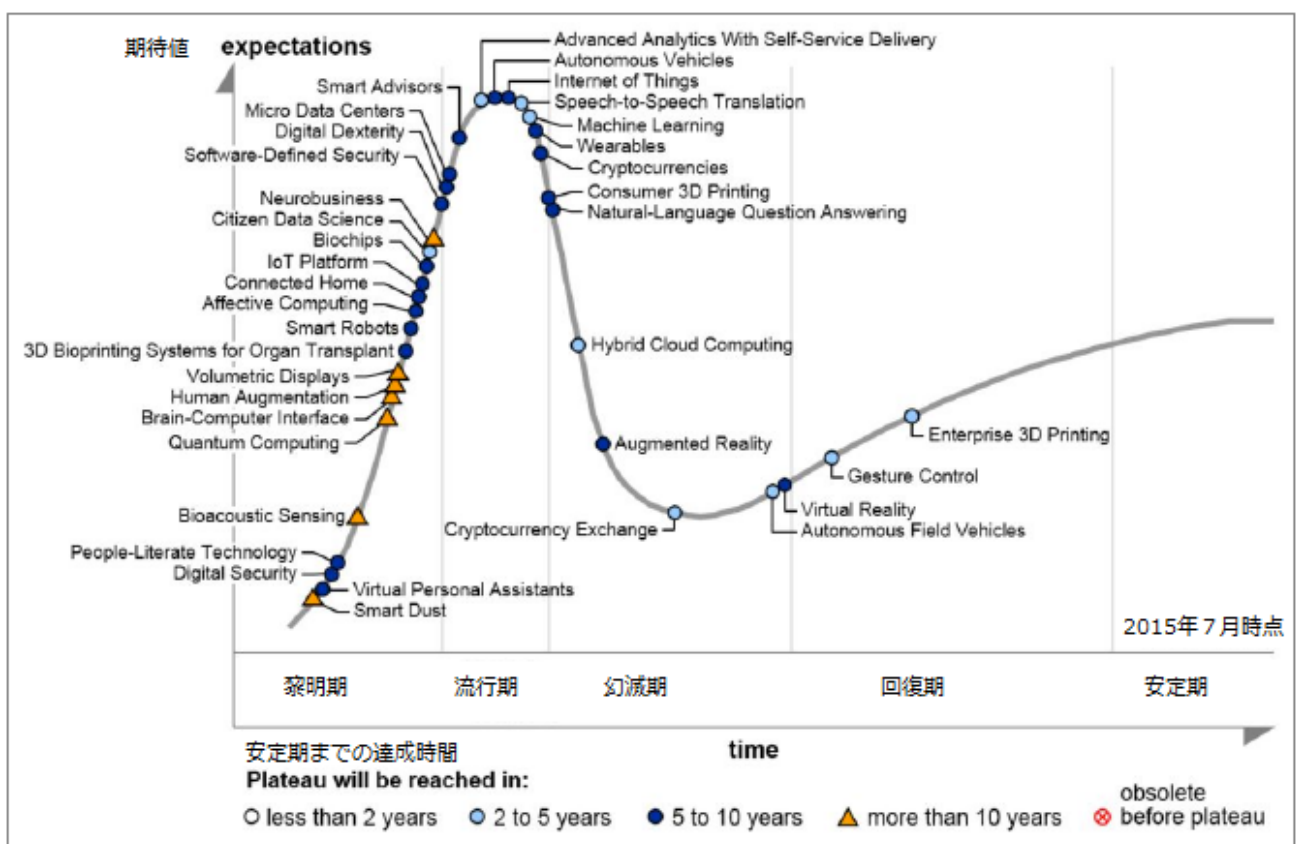 期待値 expectations
Advanced Analytics With Self-Service Delivery
Autonomous Vehicles
Internet of Things
Speech-to-Speech Translation
Machine Learning
Wearables
Cryptocurrencies
Consumer 3D Printing
Natural-Language Question Answering
Smart Advisors
Micro Data Centers
Digital Dexterity
Software-Defined Security
Neurobusiness
Citizen Data Science
Biochips
IoT Platform
Connected Home
Affective Computing
Smart Robots
3D Bioprinting Systems for Organ Transplant
Volumetric Displays
Human Augmentation
Brain-Computer Interface
Quantum Computing
Bioacoustic Sensing
People-Literate Technology
Digital Security
Virtual Personal Assistants
Smart Dust
Hybrid Cloud Computing
Augmented Reality
Cryptocurrency Exchange
Enterprise 3D Printing
Gesture Control
Virtual Reality
Autonomous Field Vehicles
2015年7月時点
黎明期 流行期 幻滅期 回復期 安定期
安定期までの達成時間 time
Plateau will be reached in:
less than 2 years 2 to 5 years 5 to 10 years more than 10 years obsolete before plateau